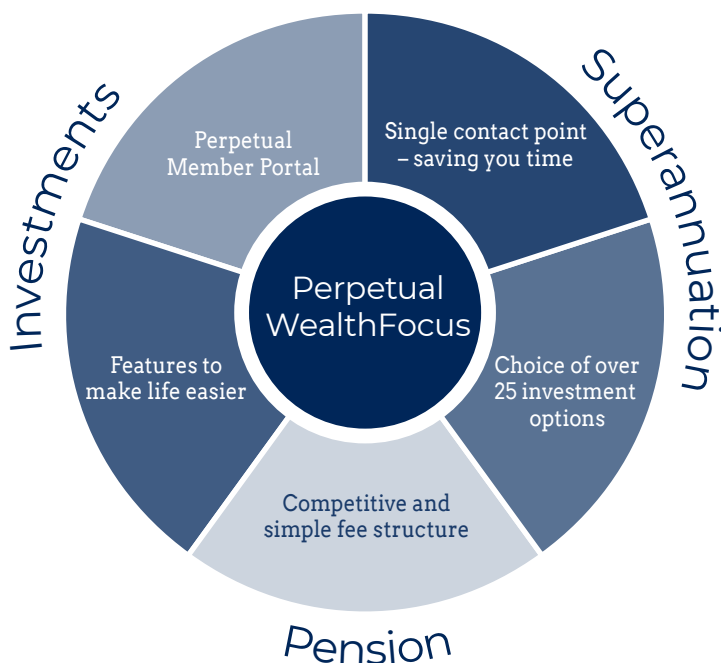 Investments
Superannuation
Perpetual
Member Portal
Single contact point
– saving you time
Perpetual
WealthFocus
Features to
make life easier
Choice of over
25 investment
options
Competitive and
simple fee structure
Pension